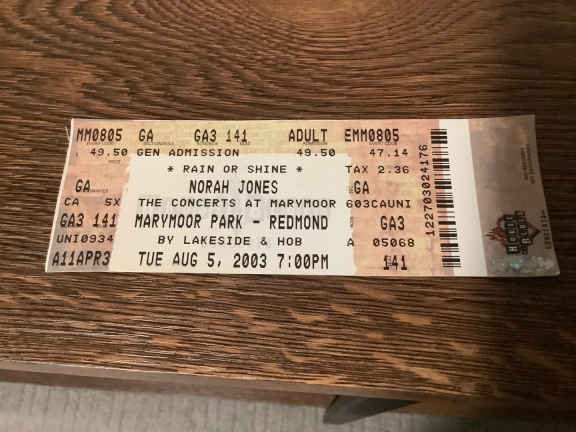 MM0805 GA GA3 141 ADULT EMM0805
49.50 GEN ADMISSION 49.50 47.14
* RAIN OR SHINE * TAX 2.36
GA NORAH JONES GA
CA 5X THE CONCERTS AT MARYMOOR 603CAUNI
GA3 141 MARYMOOR PARK - REDMOND GA3
UNI0934 BY LAKESIDE & HOB A 05068
A11APR3 TUE AUG 5, 2003 7:00PM 141
122703024176